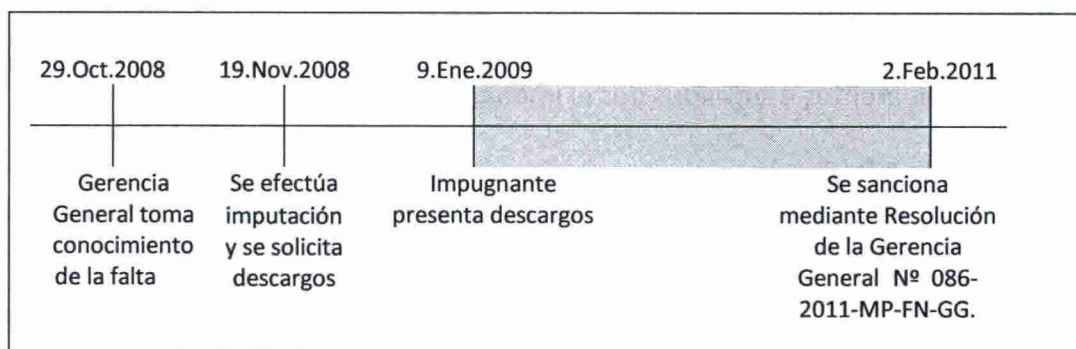 29.Oct.2008
19.Nov.2008
9.Ene.2009
2.Feb.2011
Gerencia
General toma
conocimiento
de la falta
Se efectúa
imputación
y se solicita
descargos
Impugnante
presenta descargos
Se sanciona
mediante Resolución
de la Gerencia
General Nº 086-
2011-MP-FN-GG.